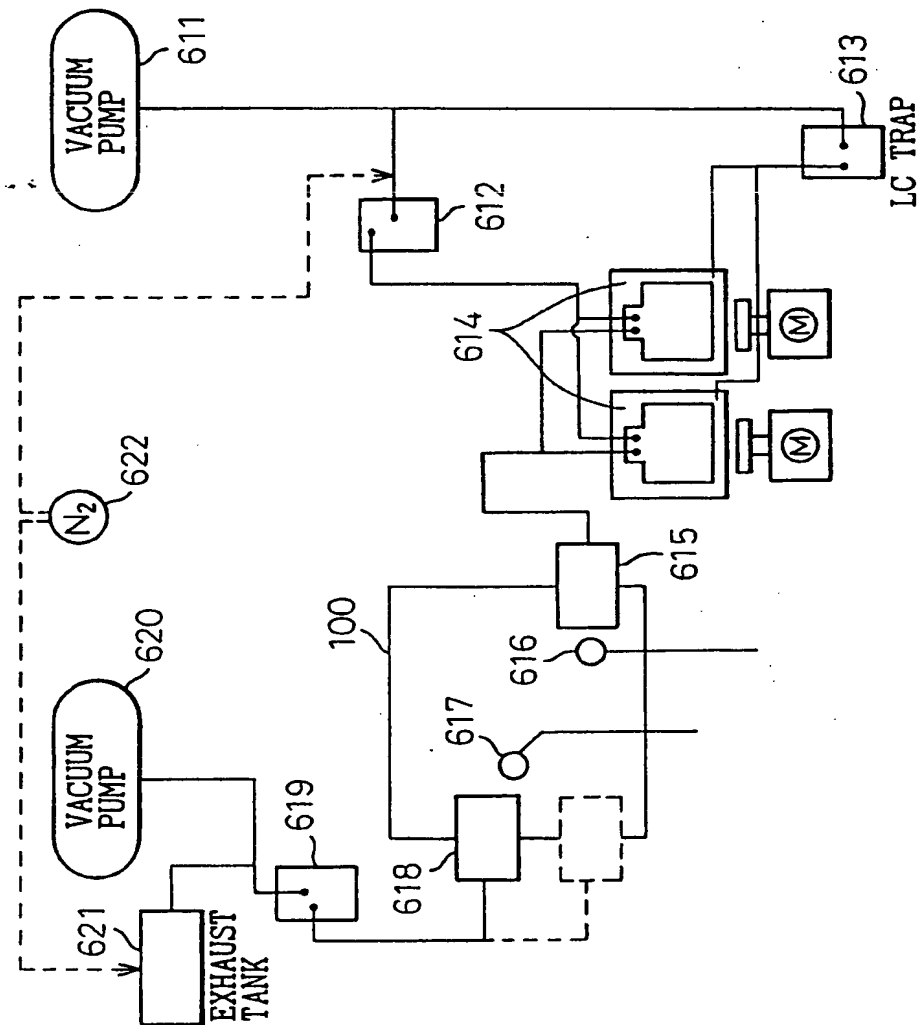 VACUUM
PUMP
611
N₂
622
VACUUM
PUMP
620
621
EXHAUST
TANK
619
612
613
LC TRAP
614
100
615
616
617
618
M
M